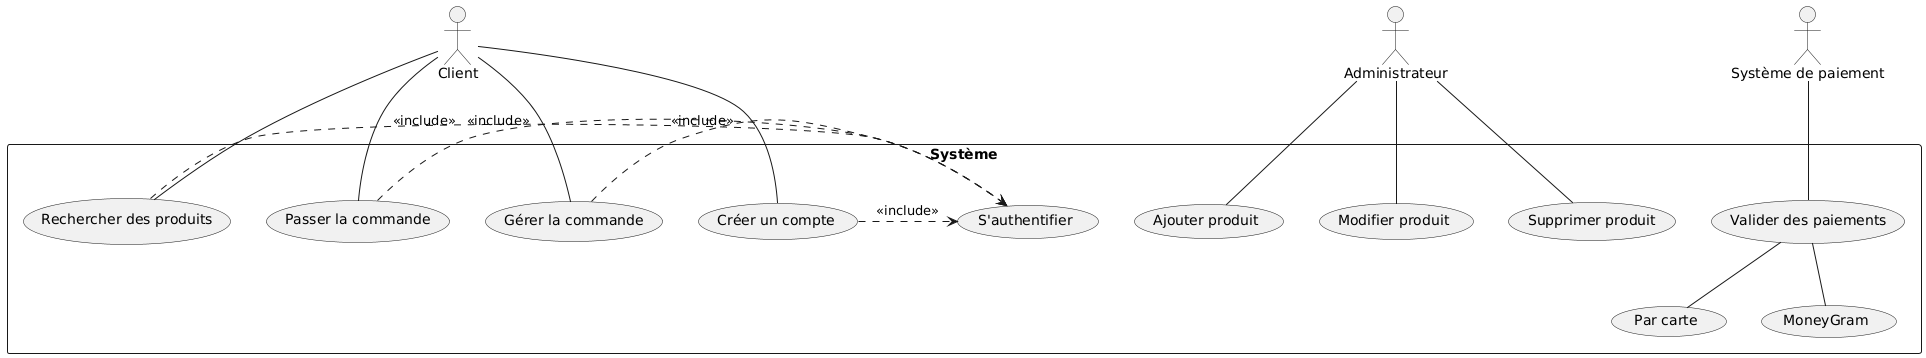 Client
Administrateur
Système de paiement
«include»
«include»
«include»
Système
Rechercher des produits
Passer la commande
Gérer la commande
Créer un compte
«include»
S'authentifier
Ajouter produit
Modifier produit
Supprimer produit
Valider des paiements
Par carte
MoneyGram